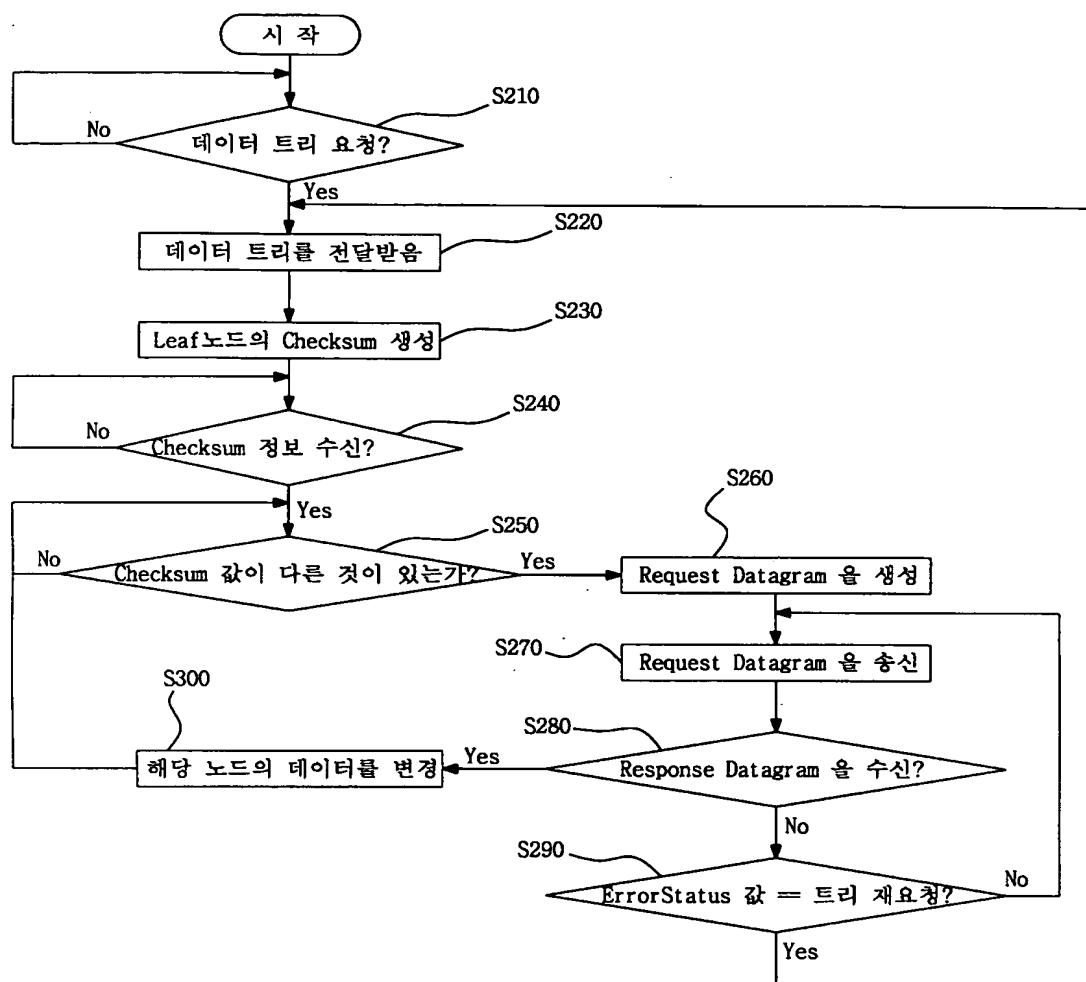 시 작
S210
데이터 트리 요청?
No
Yes
S220
데이터 트리를 전달받음
S230
Leaf노드의 Checksum 생성
S240
Checksum 정보 수신?
No
Yes
S250
Checksum 값이 다른 것이 있는가?
No
Yes
S260
Request Datagram 을 생성
S270
Request Datagram 을 송신
S280
Response Datagram 을 수신?
Yes
S300
해당 노드의 데이터를 변경
No
S290
ErrorStatus 값 == 트리 재요청?
No
Yes